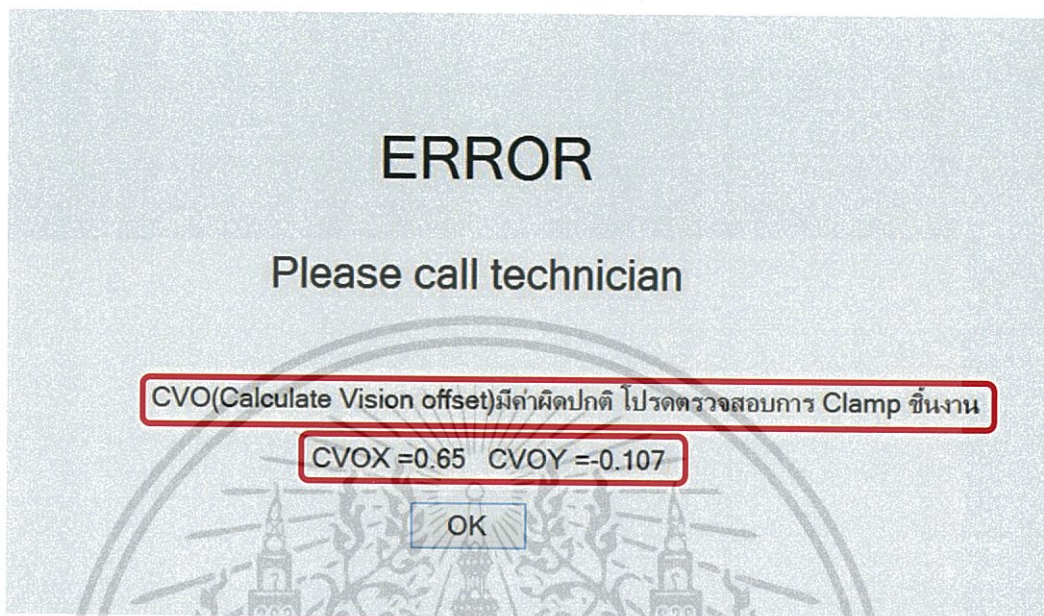 ERROR
Please call technician
CVO(Calculate Vision offset)มีค่าผิดปกติ โปรดตรวจสอบการ Clamp ชิ้นงาน
CVOX =0.65 CVOY =-0.107
OK